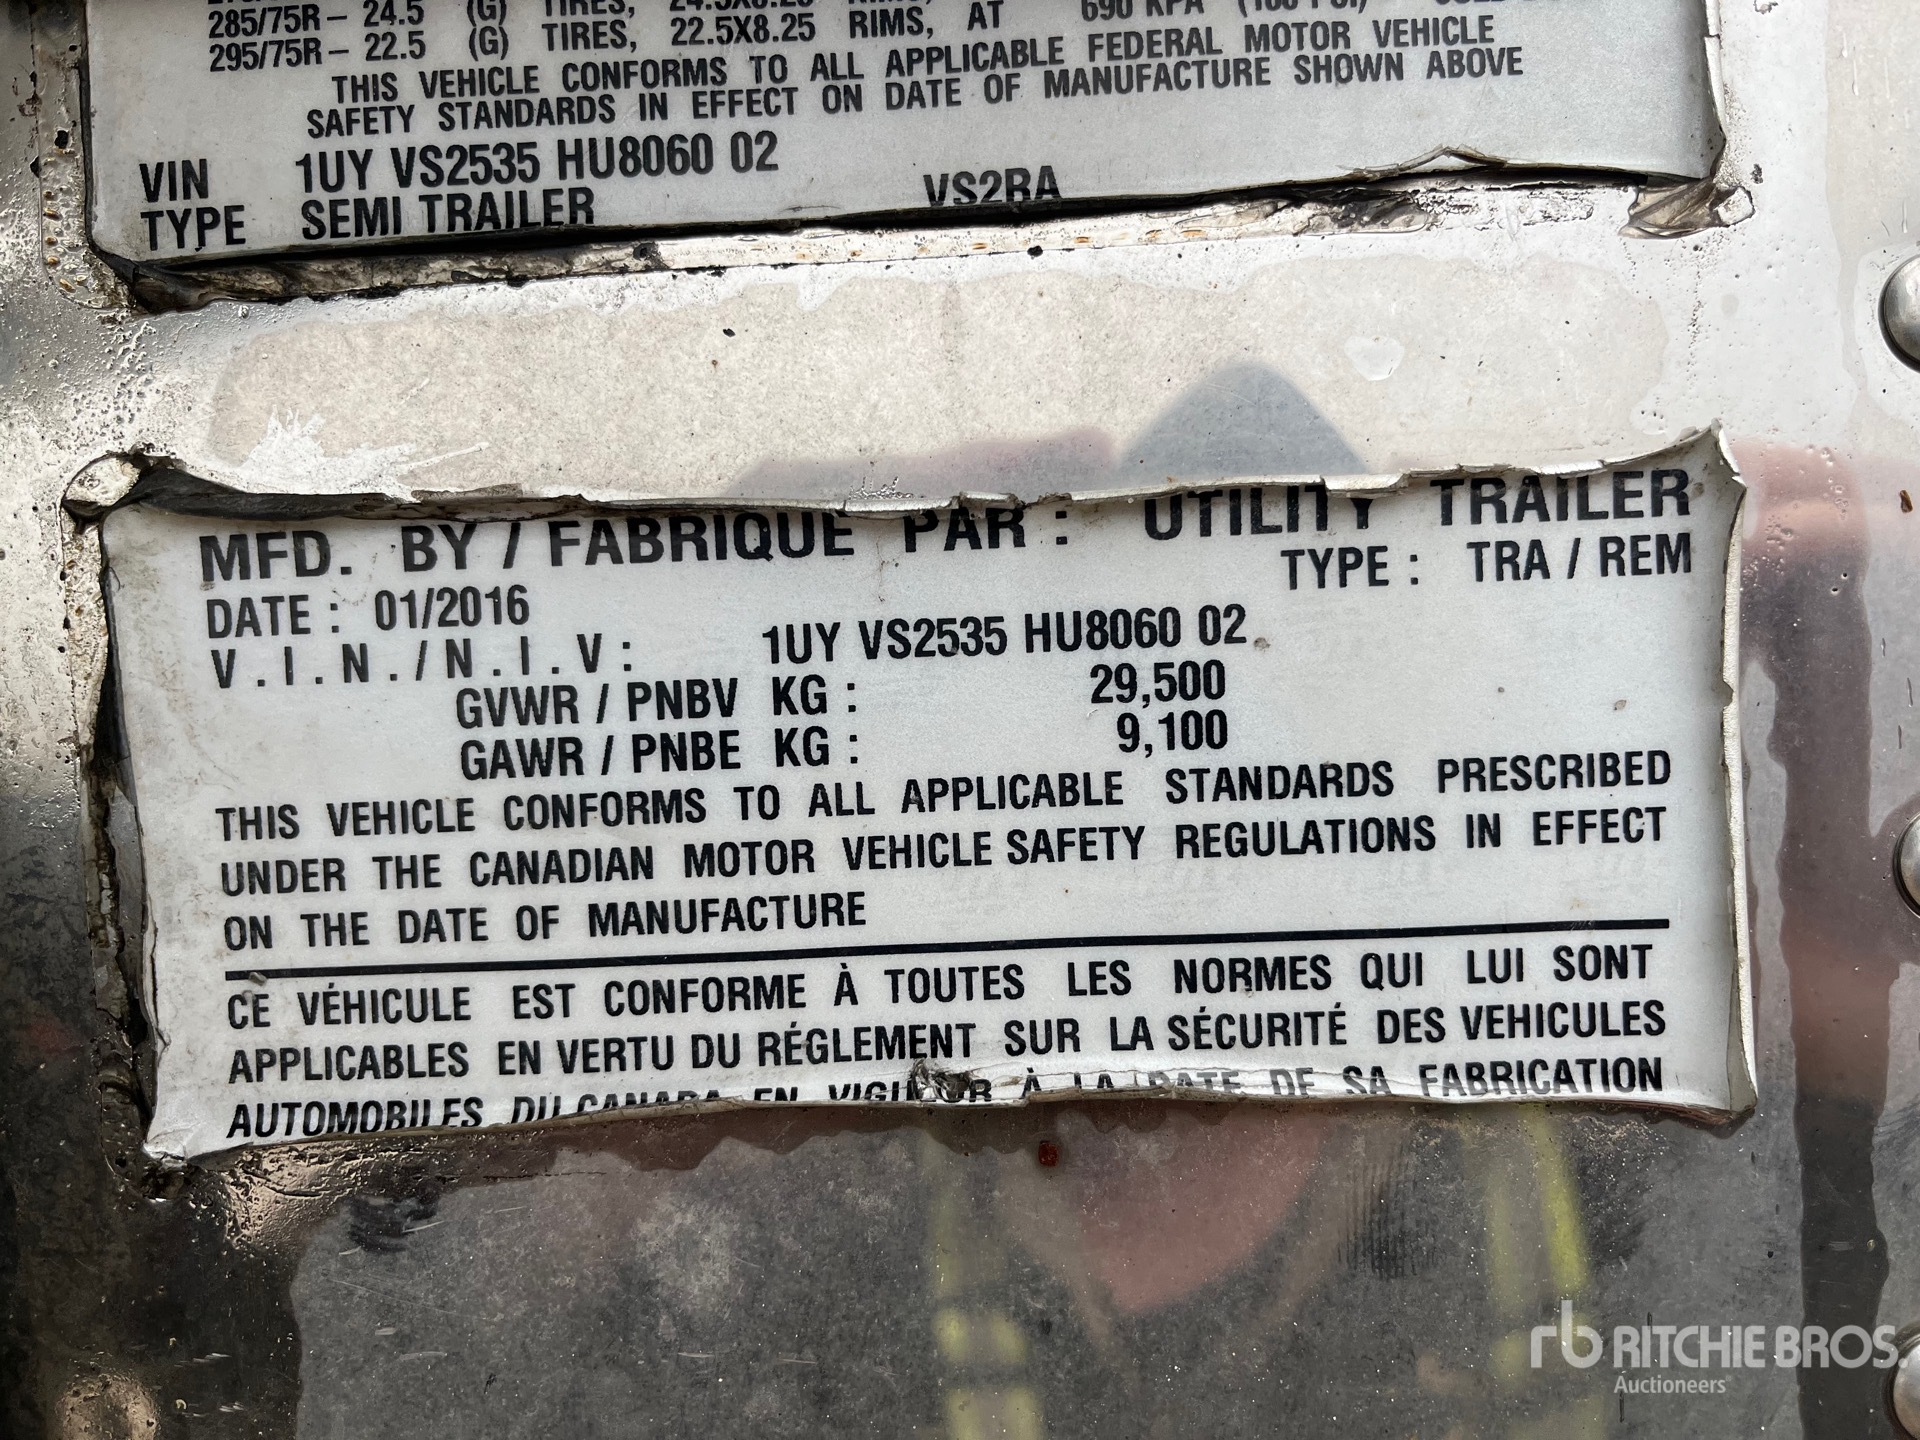 285/75R – 24.5 (G) TIRES,
295/75R – 22.5 (G) TIRES, 22.5X8.25 RIMS, AT 690 KPA
THIS VEHICLE CONFORMS TO ALL APPLICABLE FEDERAL MOTOR VEHICLE
SAFETY STANDARDS IN EFFECT ON DATE OF MANUFACTURE SHOWN ABOVE
VIN 1UY VS2535 HU8060 02
TYPE SEMI TRAILER VS2RA
MFD. BY / FABRIQUE PAR : UTILITY TRAILER
DATE : 01/2016 TYPE : TRA / REM
V.I.N./N.I.V: 1UY VS2535 HU8060 02
GVWR / PNBV KG : 29,500
GAWR / PNBE KG : 9,100
THIS VEHICLE CONFORMS TO ALL APPLICABLE STANDARDS PRESCRIBED
UNDER THE CANADIAN MOTOR VEHICLE SAFETY REGULATIONS IN EFFECT
ON THE DATE OF MANUFACTURE
CE VÉHICULE EST CONFORME À TOUTES LES NORMES QUI LUI SONT
APPLICABLES EN VERTU DU RÉGLEMENT SUR LA SÉCURITÉ DES VEHICULES
AUTOMOBILES DU CANADA EN VIGUEUR À LA DATE DE SA FABRICATION
rb RITCHIE BROS.
Auctioneers